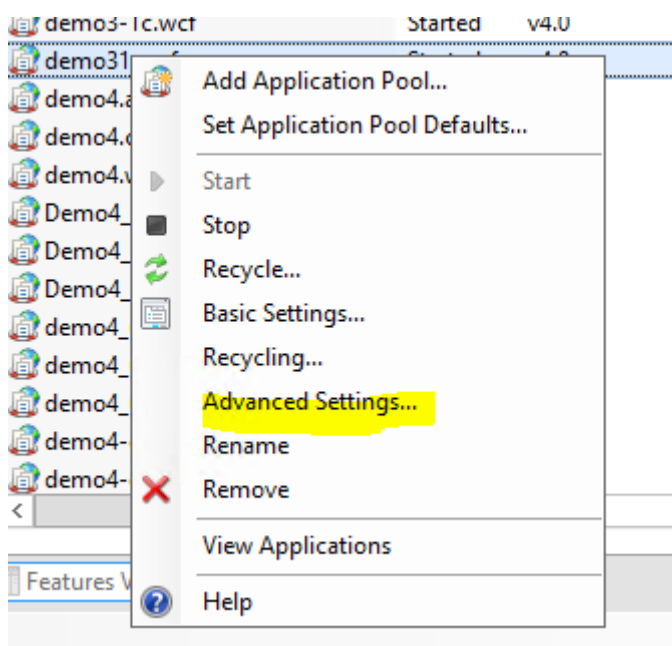 demo3-1c.wcf Started v4.0
demo31
demo4.a
Add Application Pool...
demo4.
Set Application Pool Defaults...
demo4.
Start
Demo4_
Stop
Demo4_
Recycle...
Demo4_
Basic Settings...
demo4_
Recycling...
demo4_
Advanced Settings...
demo4_
Rename
demo4-
Remove
demo4-
View Applications
Features V
Help